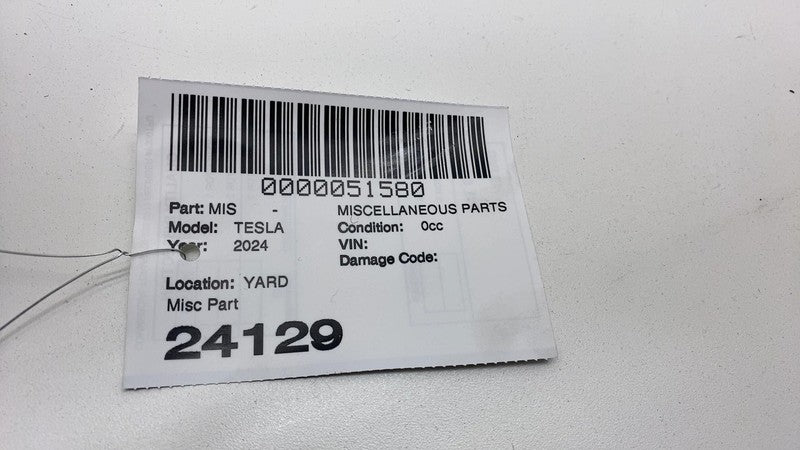 0000051580
Part: MIS - MISCELLANEOUS PARTS
Model: TESLA Condition: 0cc
Year: 2024 VIN:
Damage Code:
Location: YARD
Misc Part
24129